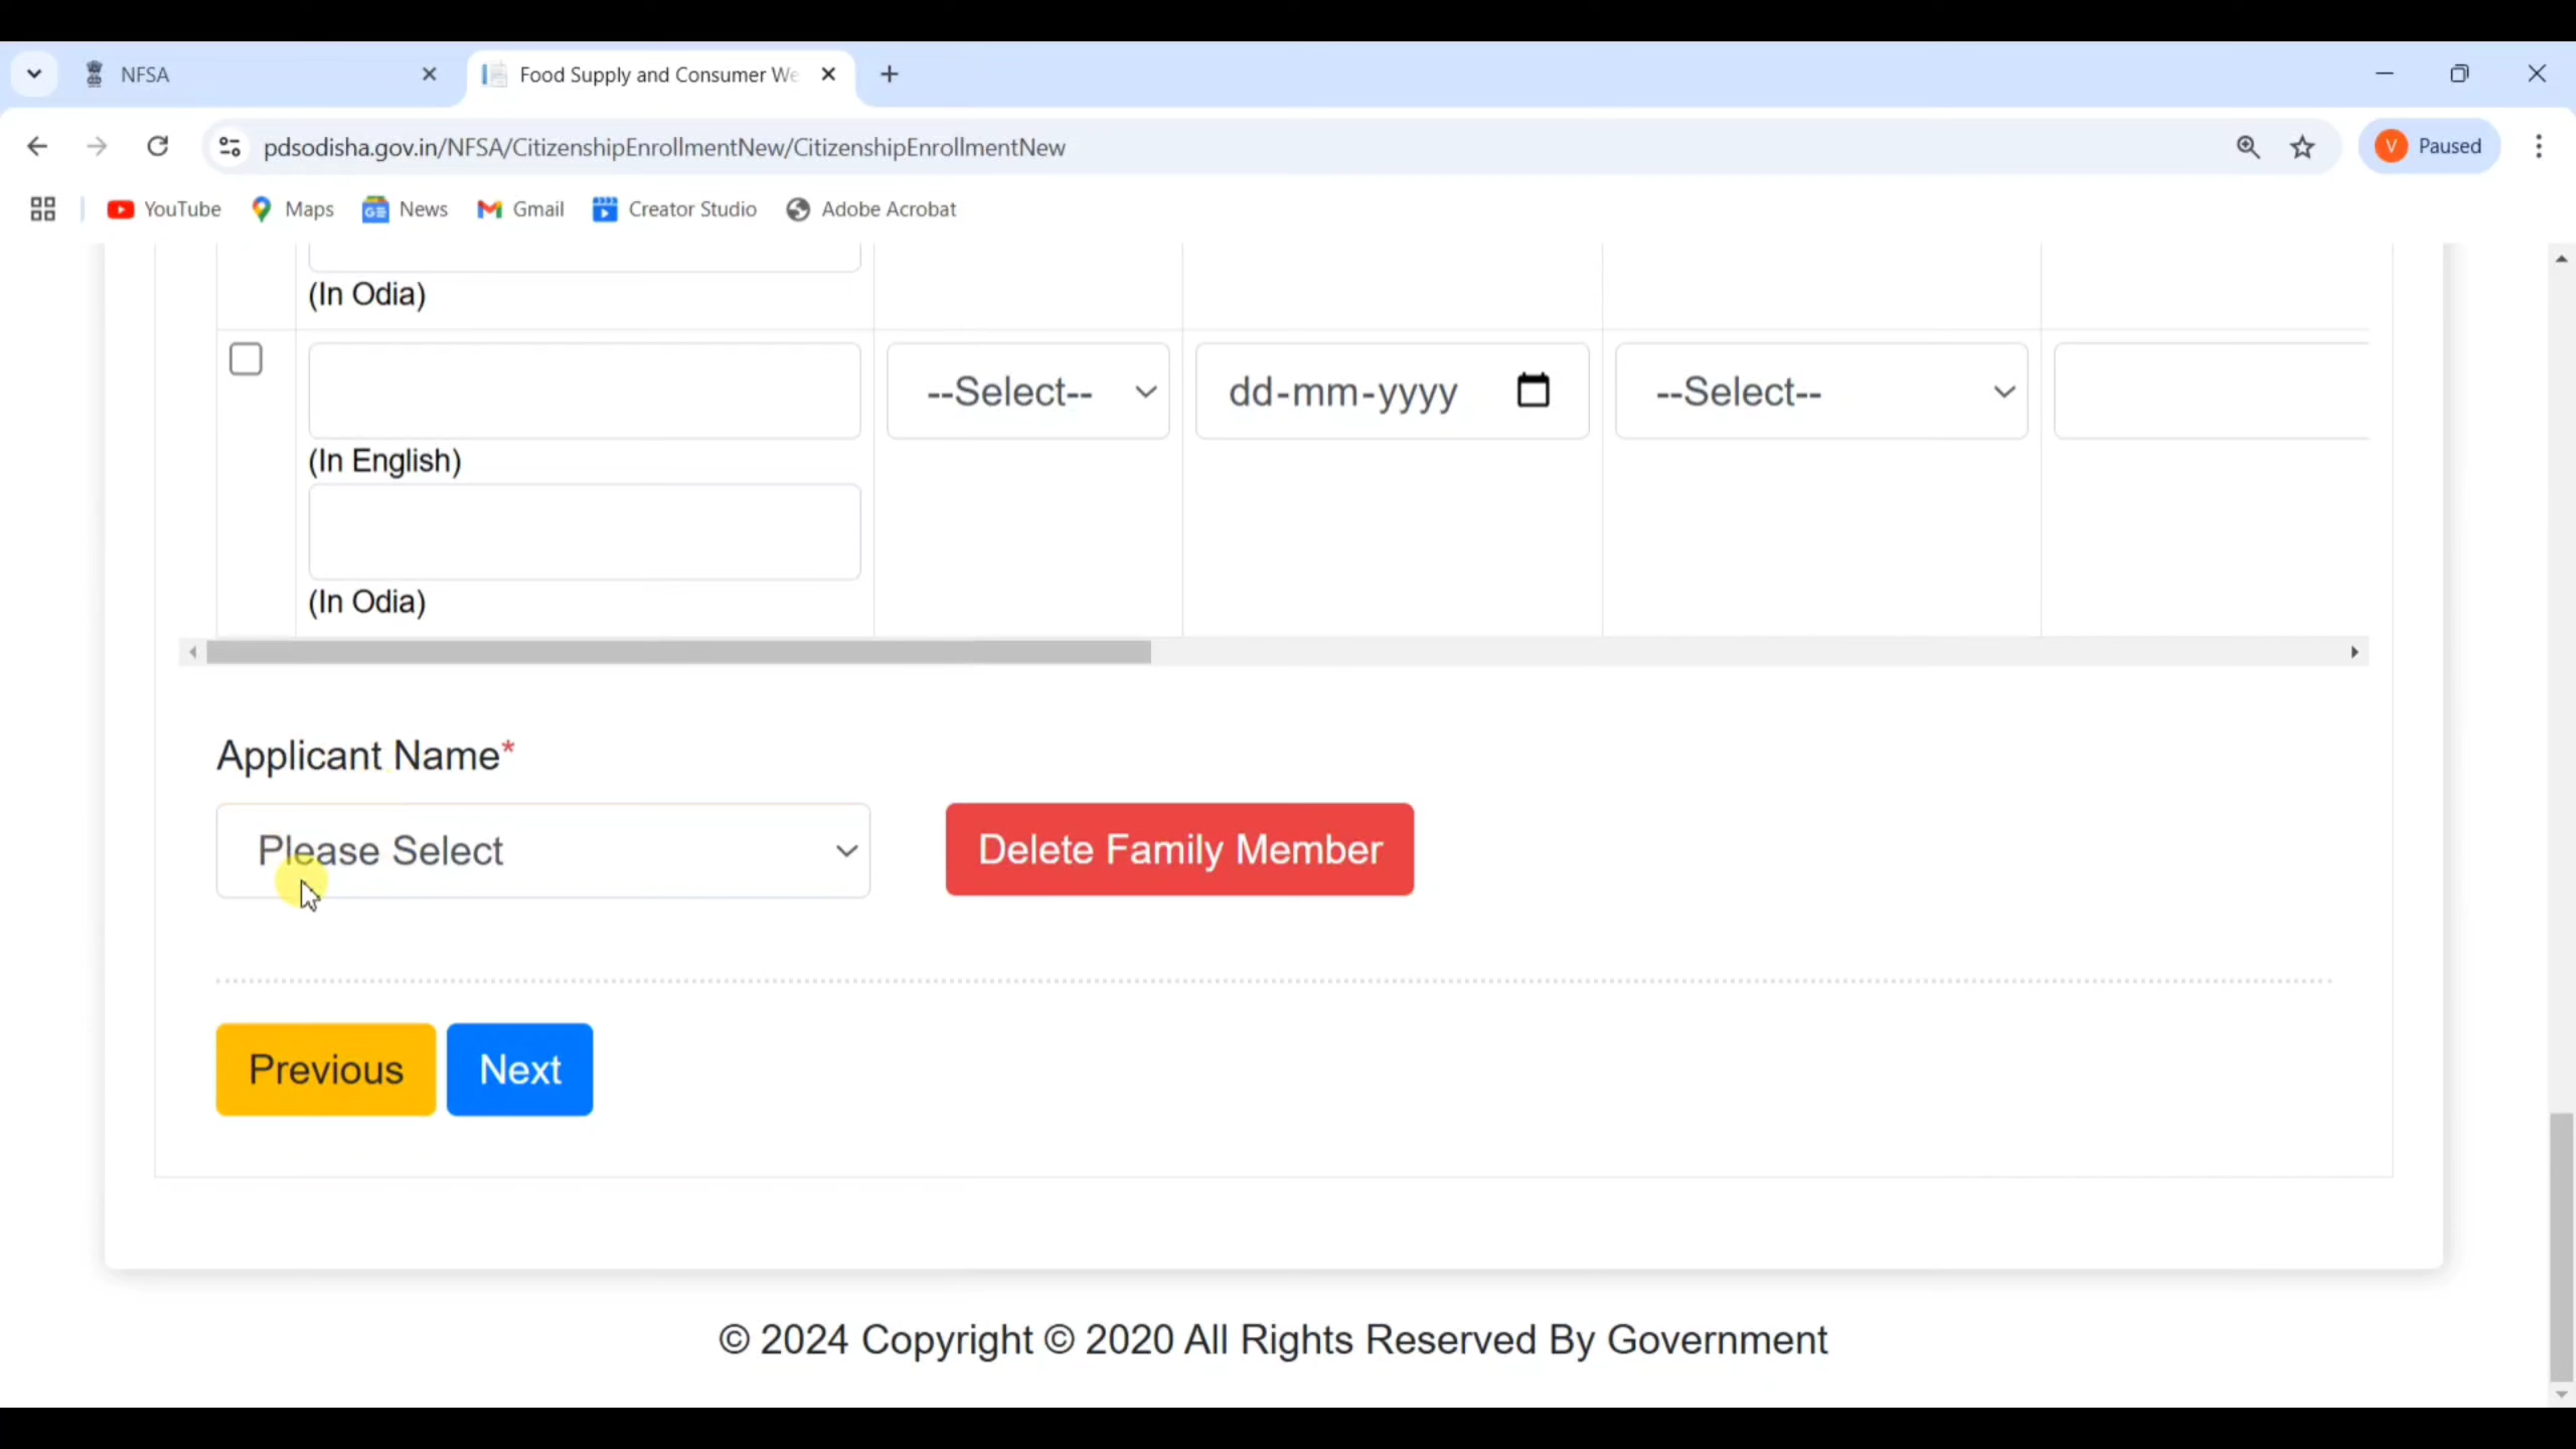 NFSA
Food Supply and Consumer We
pdsodisha.gov.in/NFSA/CitizenshipEnrollmentNew/CitizenshipEnrollmentNew
V Paused
YouTube Maps News Gmail Creator Studio Adobe Acrobat
(In Odia)
--Select-- dd-mm-yyyy --Select--
(In English)
(In Odia)
Applicant Name*
Please Select Delete Family Member
Previous Next
© 2024 Copyright © 2020 All Rights Reserved By Government